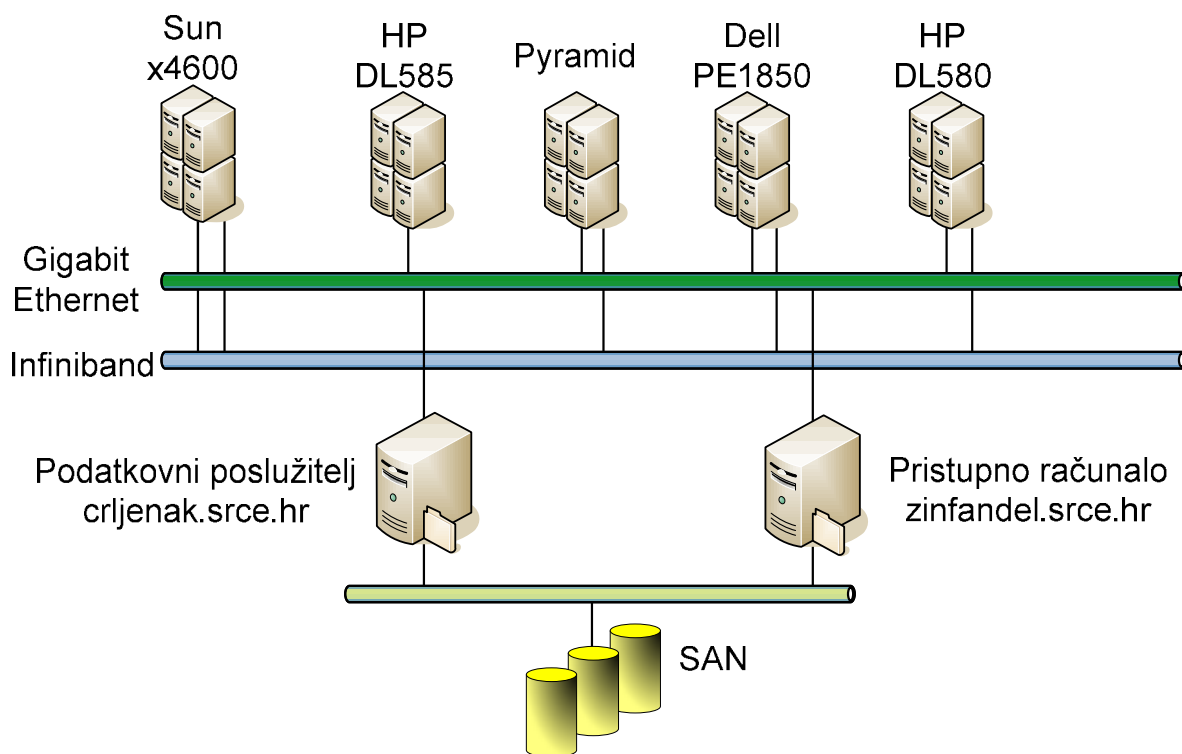 Sun
x4600
HP
DL585
Pyramid
Dell
PE1850
HP
DL580
Gigabit
Ethernet
Infiniband
Podatkovni poslužitelj
crljenak.srce.hr
Pristupno računalo
zinfandel.srce.hr
SAN